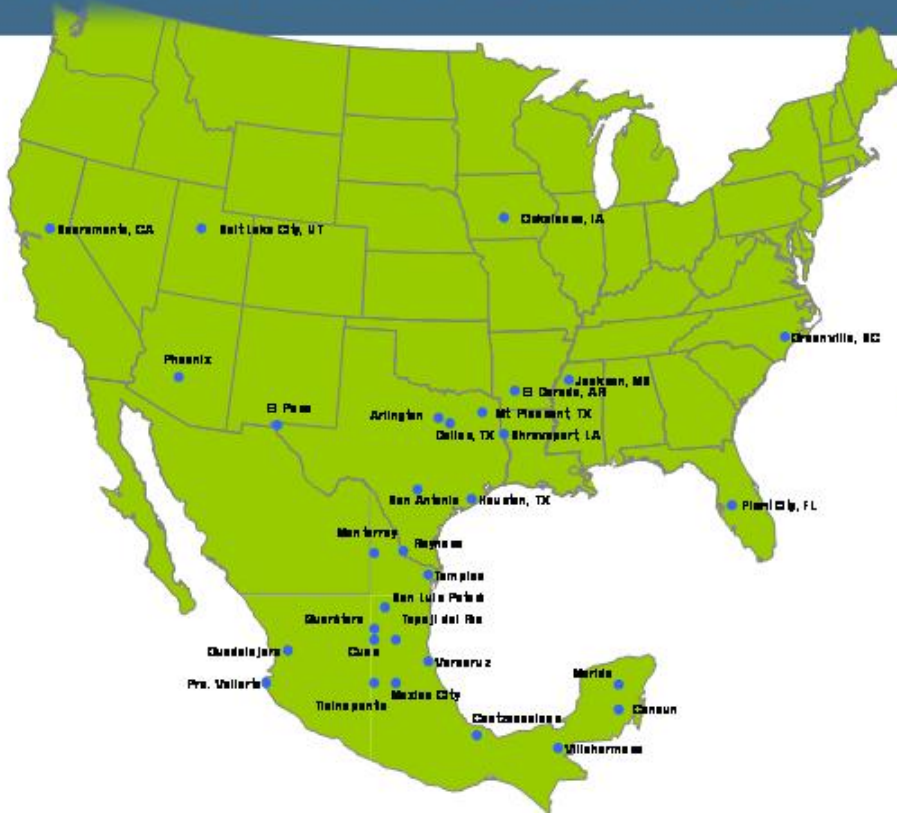 Oskaloosa, IA
Sacramento, CA
Salt Lake City, UT
Greenville, NC
Phoenix
Jackson, MS
El Dorado, AR
El Paso
Arlington
Mt Pleasant, TX
Dallas, TX
Shreveport, LA
San Antonio
Houston, TX
Plant City, FL
Monterrey
Reynosa
Tampico
San Luis Potosi
Querétaro
Tepeji del Rio
Guadalajara
Veracruz
Merida
Pto. Vallarta
Mexico City
Tlalnepantla
Cancun
Coatzacoalcos
Villahermosa